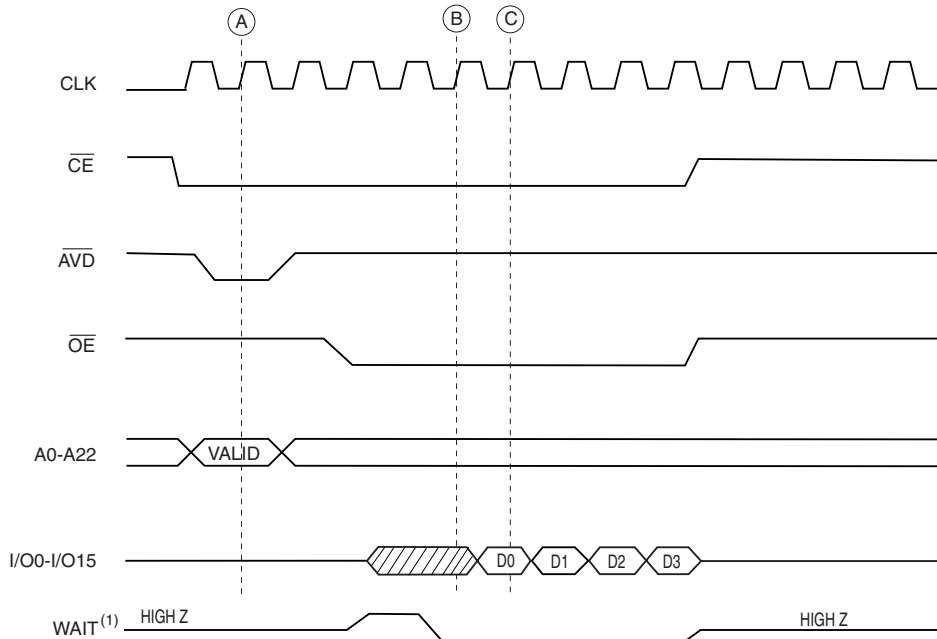 A B C
CLK
CE
AVD
OE
A0-A22 VALID
I/O0-I/O15 D0 D1 D2 D3
WAIT(1) HIGH Z HIGH Z